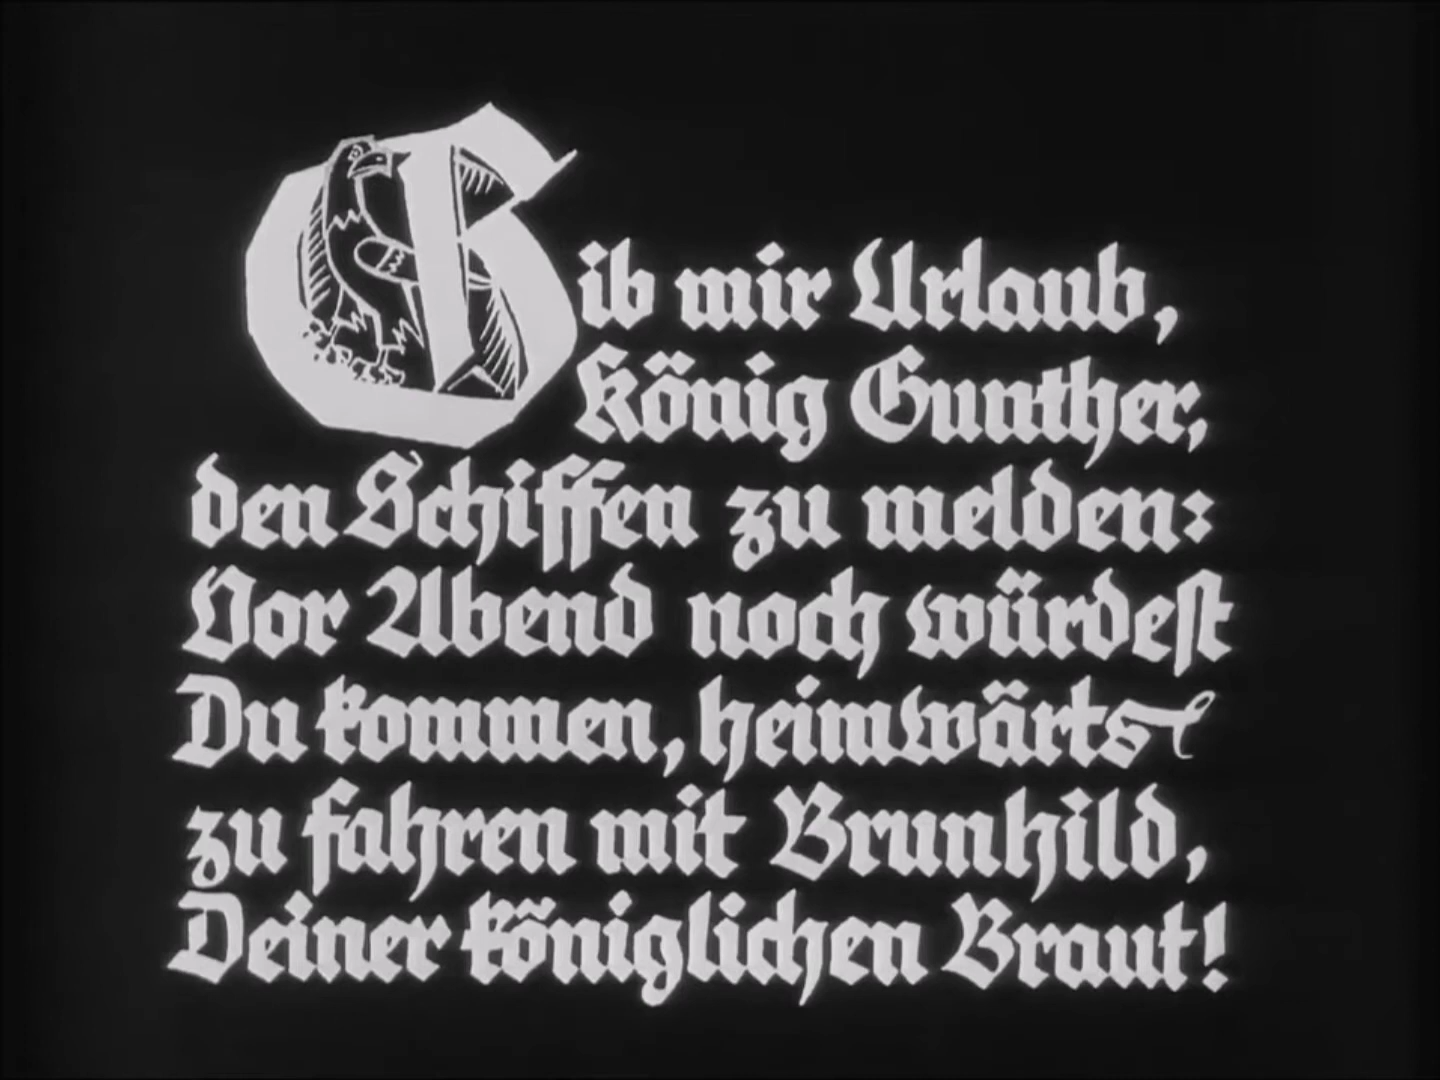 Gib mir Urlaub,
König Gunther,
den Schiffen zu melden:
Vor Abend noch würdest
Du kommen, heimwärts
zu fahren mit Brunhild,
Deiner königlichen Braut!